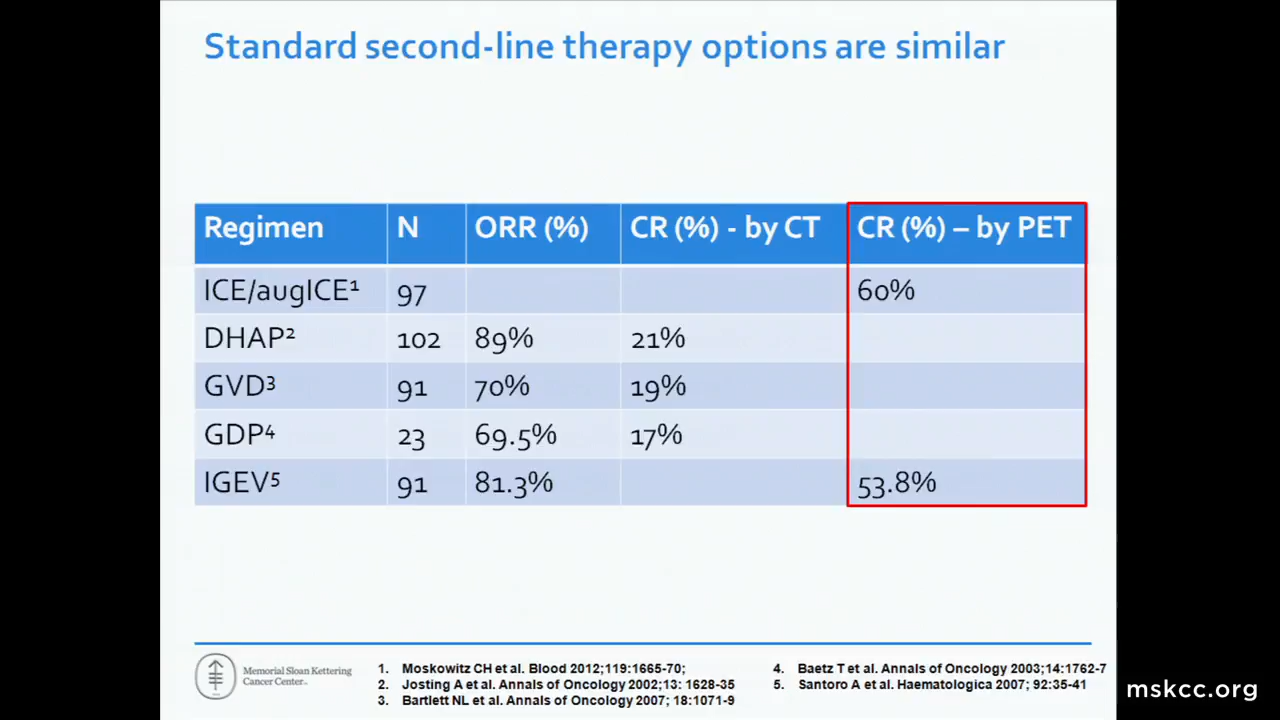 Standard second-line therapy options are similar
Regimen N ORR (%) CR (%) - by CT CR (%) – by PET
ICE/augICE¹ 97 60%
DHAP² 102 89% 21%
GVD³ 91 70% 19%
GDP⁴ 23 69.5% 17%
IGEV⁵ 91 81.3% 53.8%
Memorial Sloan Kettering
Cancer Center
1. Moskowitz CH et al. Blood 2012;119:1665-70;
2. Josting A et al. Annals of Oncology 2002;13: 1628-35
3. Bartlett NL et al. Annals of Oncology 2007; 18:1071-9
4. Baetz T et al. Annals of Oncology 2003;14:1762-7
5. Santoro A et al. Haematologica 2007; 92:35-41
mskcc.org